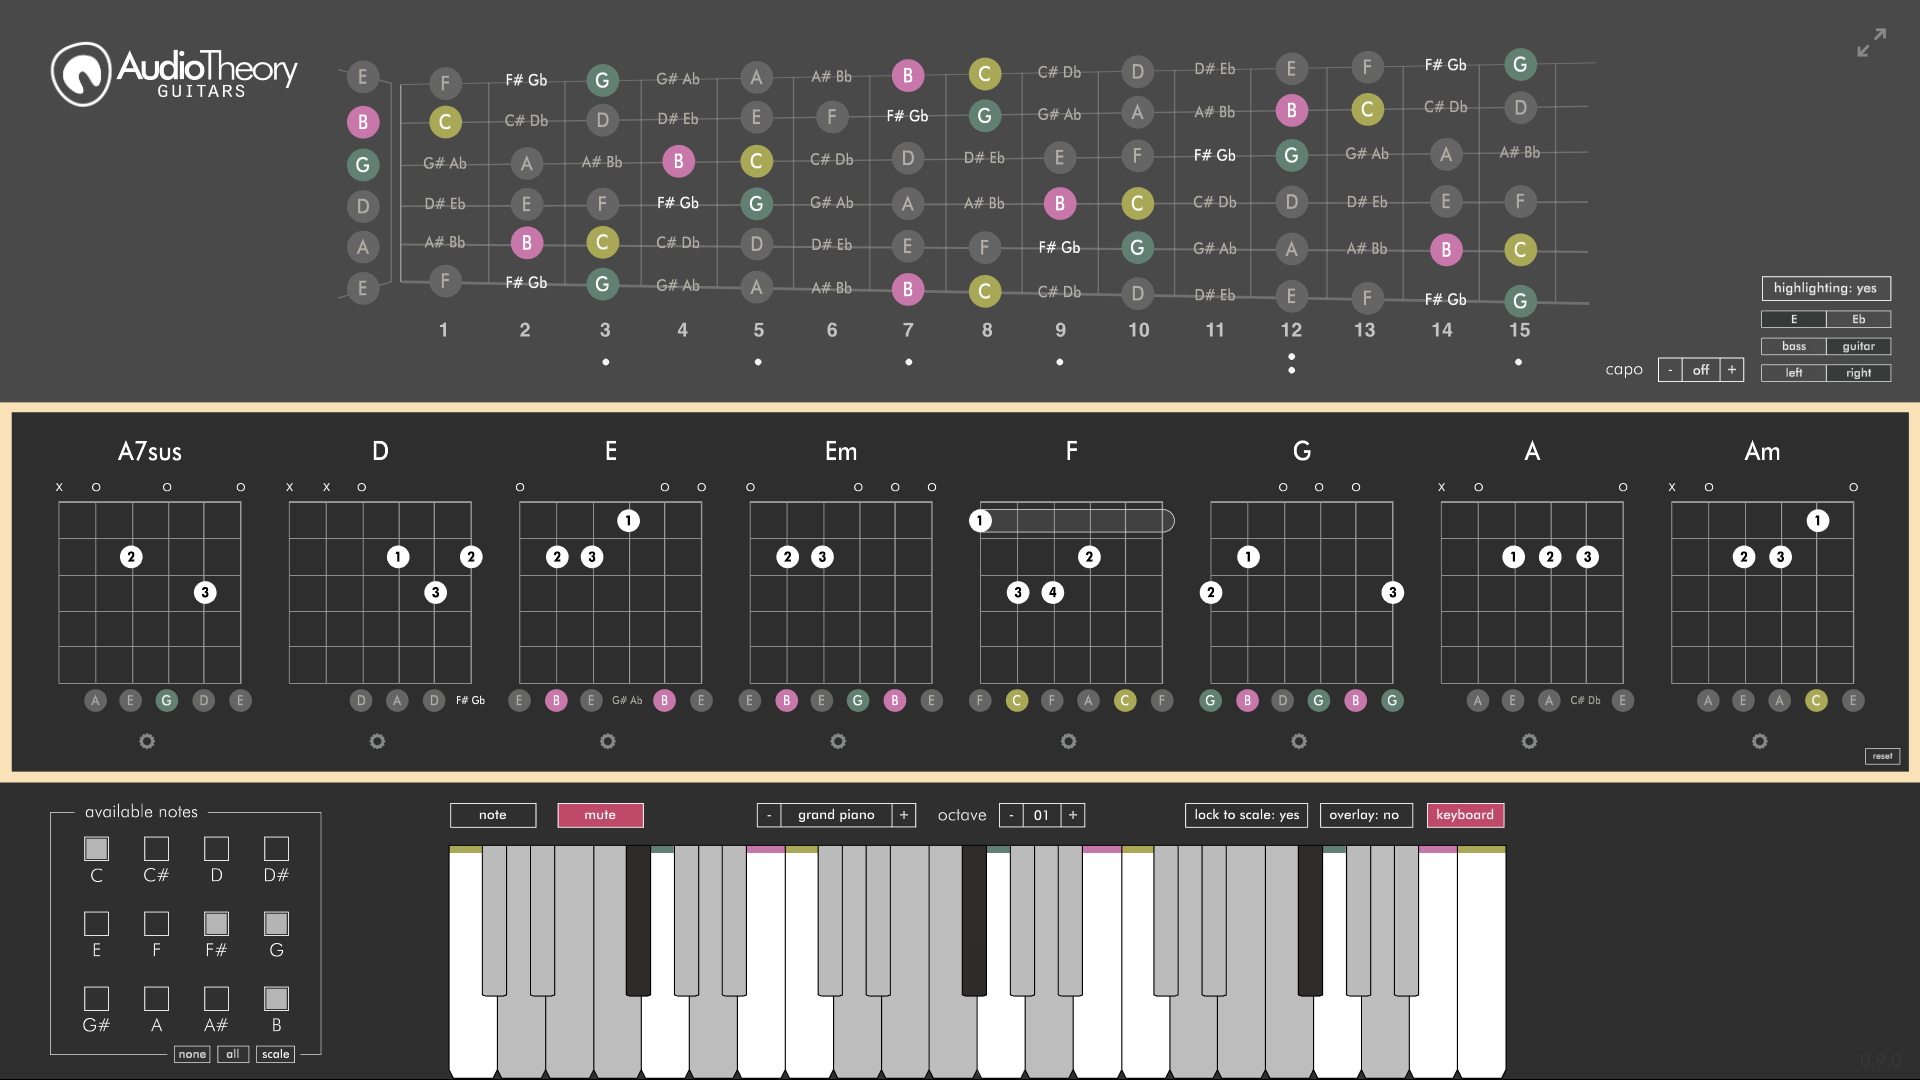 AudioTheory
GUITARS
E F F# Gb G G# Ab A A# Bb B C C# Db D D# Eb E F F# Gb G
B C C# Db D D# Eb E F F# Gb G G# Ab A A# Bb B C C# Db D
G G# Ab A A# Bb B C C# Db D D# Eb E F F# Gb G G# Ab A A# Bb
D D# Eb E F F# Gb G G# Ab A A# Bb B C C# Db D D# Eb E F
A A# Bb B C C# Db D D# Eb E F F# Gb G G# Ab A A# Bb B C
E F F# Gb G G# Ab A A# Bb B C C# Db D D# Eb E F F# Gb G
1 2 3 4 5 6 7 8 9 10 11 12 13 14 15
highlighting: yes
E Eb
bass guitar
capo - off + left right
A7sus D E Em F G A Am
x o o o x x o o o o o o o o o o o x o o x o o
1 1 1
2 1 2 2 3 2 3 2 1 1 2 3 2 3
3 3 3 4 2 3
A E G D E D A D F# Gb E B E G# Ab B E E B E G B E F C F A C F G B D G B G A E A C# Db E A E A C E
reset
available notes
C C# D D#
E F F# G
G# A A# B
none all scale
note mute - grand piano + octave - 01 + lock to scale: yes overlay: no keyboard
0.9.0